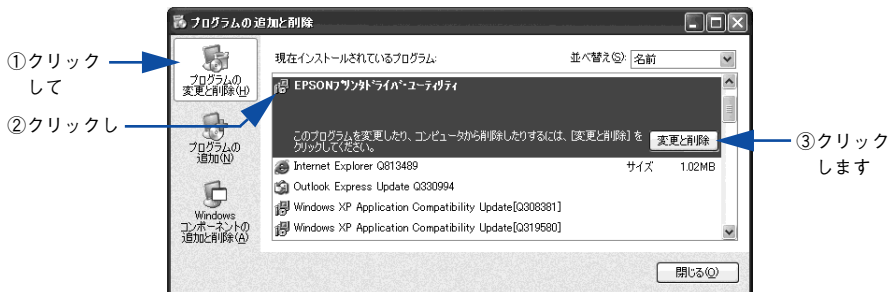 プログラムの追加と削除
①クリック
して
②クリックし
プログラムの
変更と削除(H)
プログラムの
追加(N)
Windows
コンポーネントの
追加と削除(A)
現在インストールされているプログラム:
並べ替え(S): 名前
EPSONﾌﾟﾘﾝﾀﾄﾞﾗｲﾊﾞ･ﾕｰﾃｨﾘﾃｨ
このプログラムを変更したり、コンピュータから削除したりするには、[変更と削除] を
クリックしてください。
変更と削除
③クリック
します
Internet Explorer Q813489 サイズ 1.02MB
Outlook Express Update Q330994
Windows XP Application Compatibility Update[Q308381]
Windows XP Application Compatibility Update[Q319580]
閉じる(O)